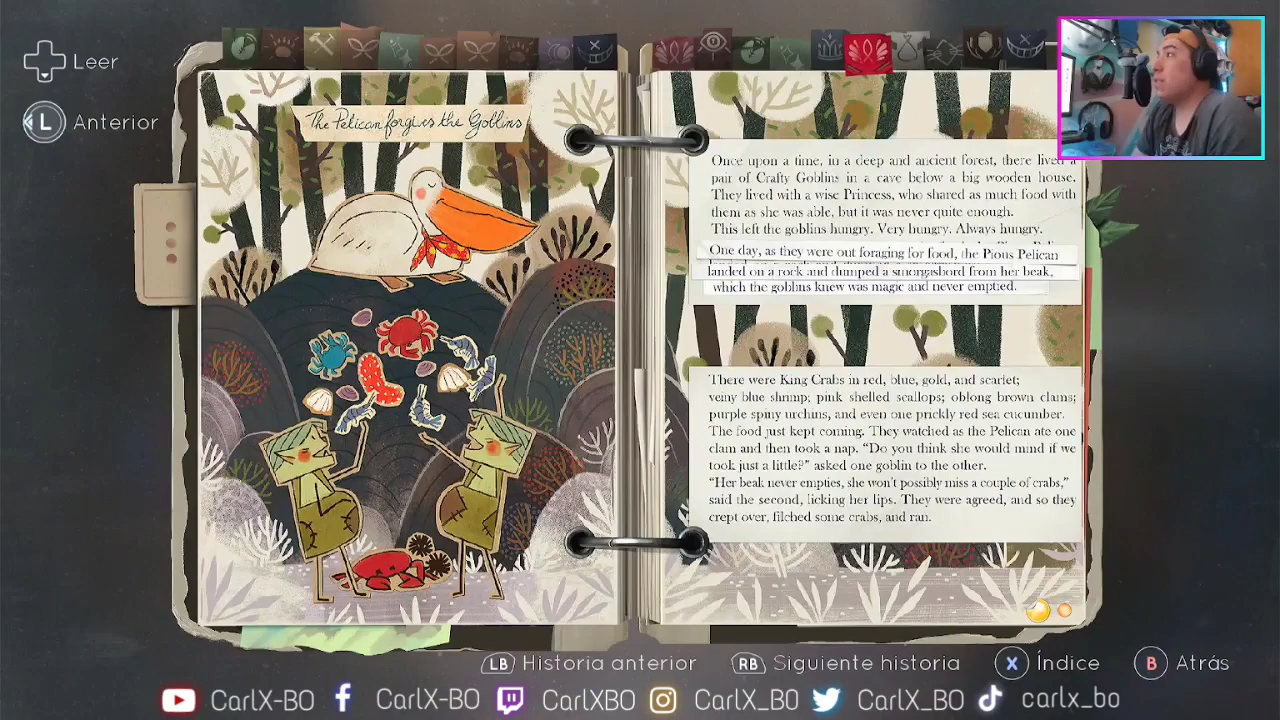 Leer
L Anterior
The Pelican forgives the Goblins
Once upon a time, in a deep and ancient forest, there lived a
pair of Crafty Goblins in a cave below a big wooden house.
They lived with a wise Princess, who shared as much food with
them as she was able, but it was never quite enough.
This left the goblins hungry. Very hungry. Always hungry.
One day, as they were out foraging for food, the Pious Pelican
landed on a rock and dumped a smorgasbord from her beak,
which the goblins knew was magic and never emptied.
There were King Crabs in red, blue, gold, and scarlet;
veiny blue shrimp; pink shelled scallops; oblong brown clams;
purple spiny urchins, and even one prickly red sea cucumber.
The food just kept coming. They watched as the Pelican ate one
clam and then took a nap. “Do you think she would mind if we
took just a little?” asked one goblin to the other.
“Her beak never empties, she won't possibly miss a couple of crabs,”
said the second, licking her lips. They were agreed, and so they
crept over, filched some crabs, and ran.
LB Historia anterior RB Siguiente historia X Índice B Atrás
CarlX-BO CarlX-BO CarlXBO CarlX_BO CarlX_BO carlx_bo